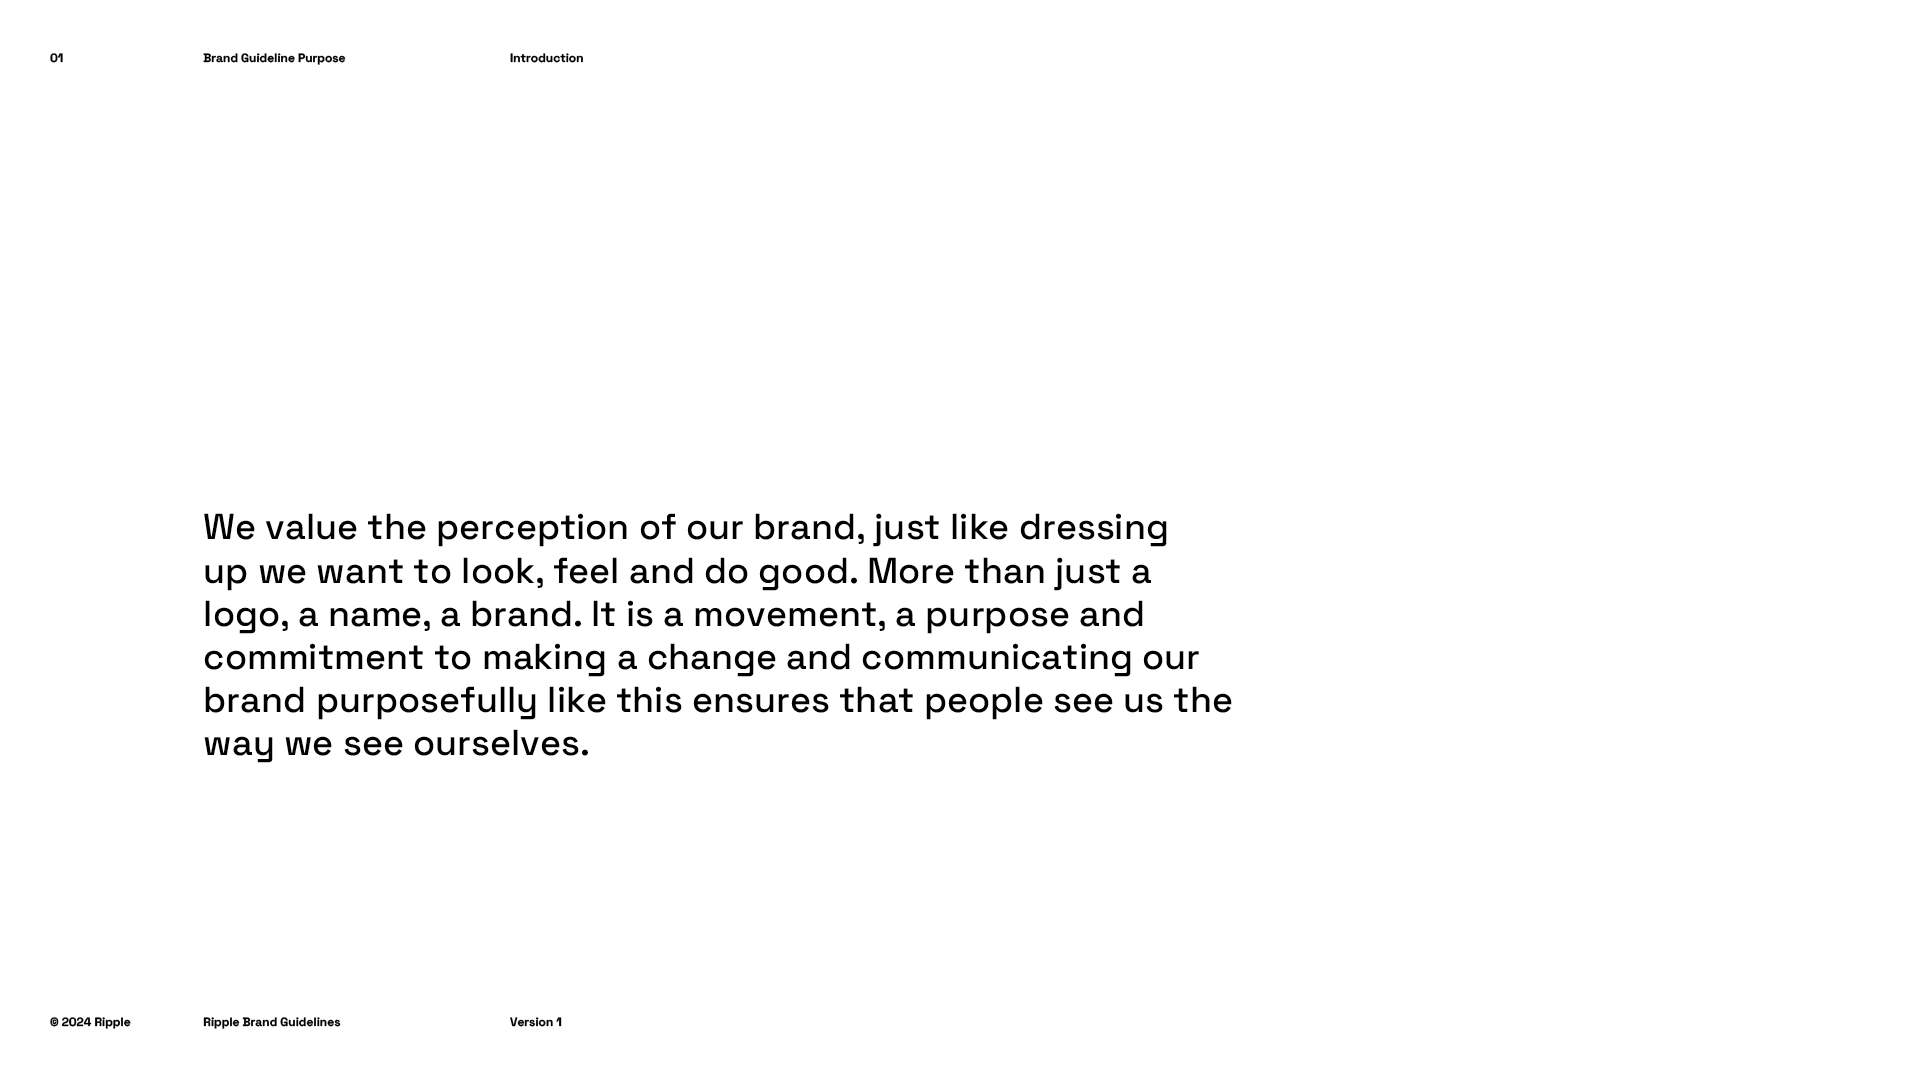 01
Brand Guideline Purpose
Introduction
We value the perception of our brand, just like dressing
up we want to look, feel and do good. More than just a
logo, a name, a brand. It is a movement, a purpose and
commitment to making a change and communicating our
brand purposefully like this ensures that people see us the
way we see ourselves.
© 2024 Ripple
Ripple Brand Guidelines
Version 1